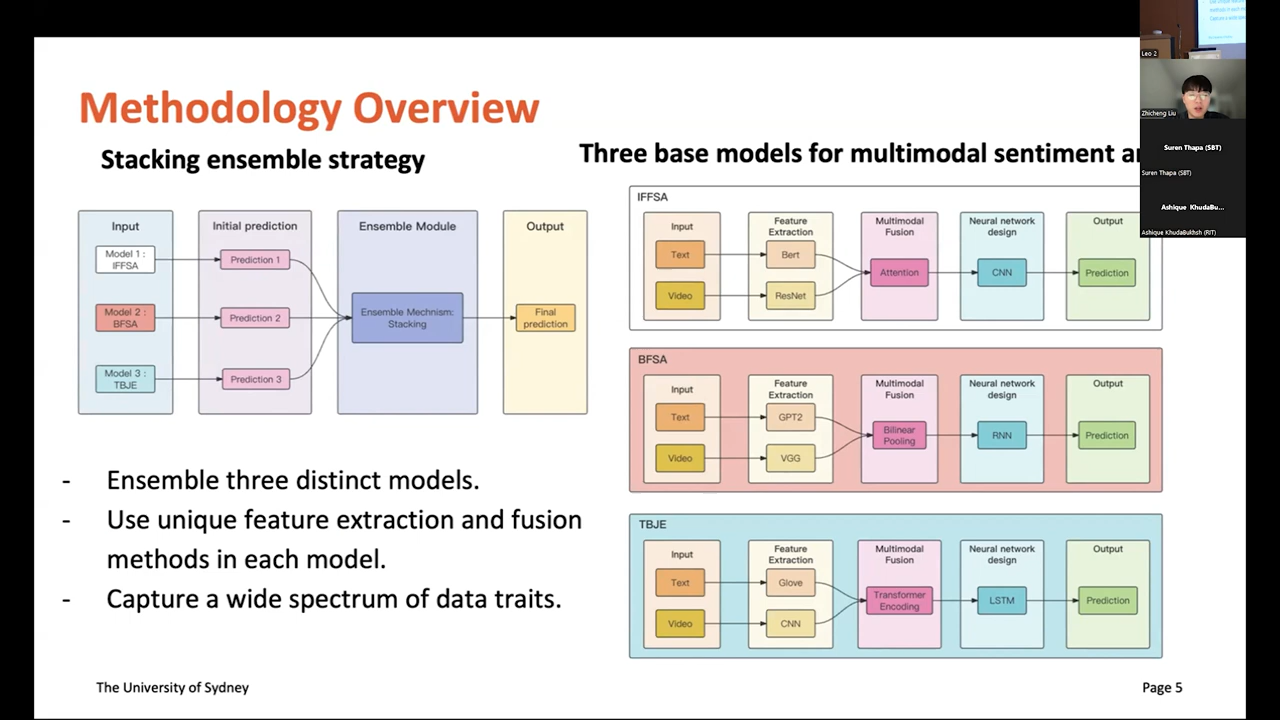 Methodology Overview
Stacking ensemble strategy
Input
Initial prediction
Ensemble Module
Output
Model 1 :
IFFSA
Prediction 1
Model 2 :
BFSA
Prediction 2
Ensemble Mechnism:
Stacking
Final
prediction
Model 3 :
TBJE
Prediction 3
- Ensemble three distinct models.
- Use unique feature extraction and fusion
methods in each model.
- Capture a wide spectrum of data traits.
Three base models for multimodal sentiment
IFFSA
Input
Feature
Extraction
Multimodal
Fusion
Neural network
design
Output
Text
Bert
Attention
CNN
Prediction
Video
ResNet
BFSA
Input
Feature
Extraction
Multimodal
Fusion
Neural network
design
Output
Text
GPT2
Bilinear
Pooling
RNN
Prediction
Video
VGG
TBJE
Input
Feature
Extraction
Multimodal
Fusion
Neural network
design
Output
Text
Glove
Transformer
Encoding
LSTM
Prediction
Video
CNN
The University of Sydney
Page 5
Leo 2
Zhicheng Liu
Suren Thapa (SBT)
Suren Thapa (SBT)
Ashique KhudaBu...
Ashique KhudaBukhsh (RIT)